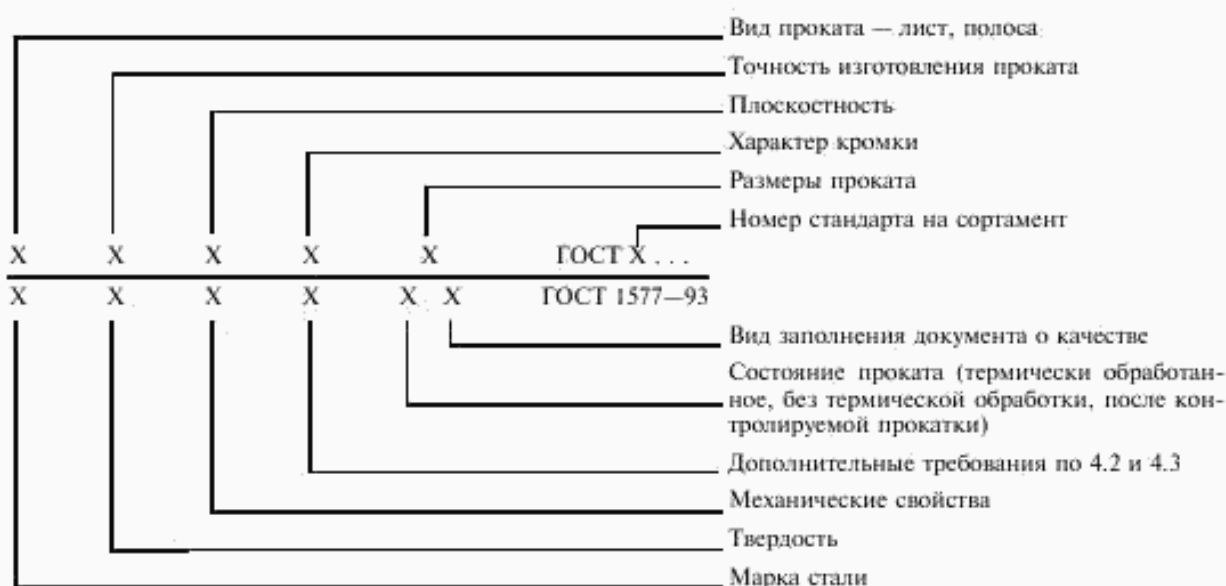 Вид проката — лист, полоса
Точность изготовления проката
Плоскостность
Характер кромки
Размеры проката
Номер стандарта на сортамент
Х Х Х Х Х ГОСТ Х . . .
Х Х Х Х Х Х ГОСТ 1577—93
Вид заполнения документа о качестве
Состояние проката (термически обработан-
ное, без термической обработки, после кон-
тролируемой прокатки)
Дополнительные требования по 4.2 и 4.3
Механические свойства
Твердость
Марка стали